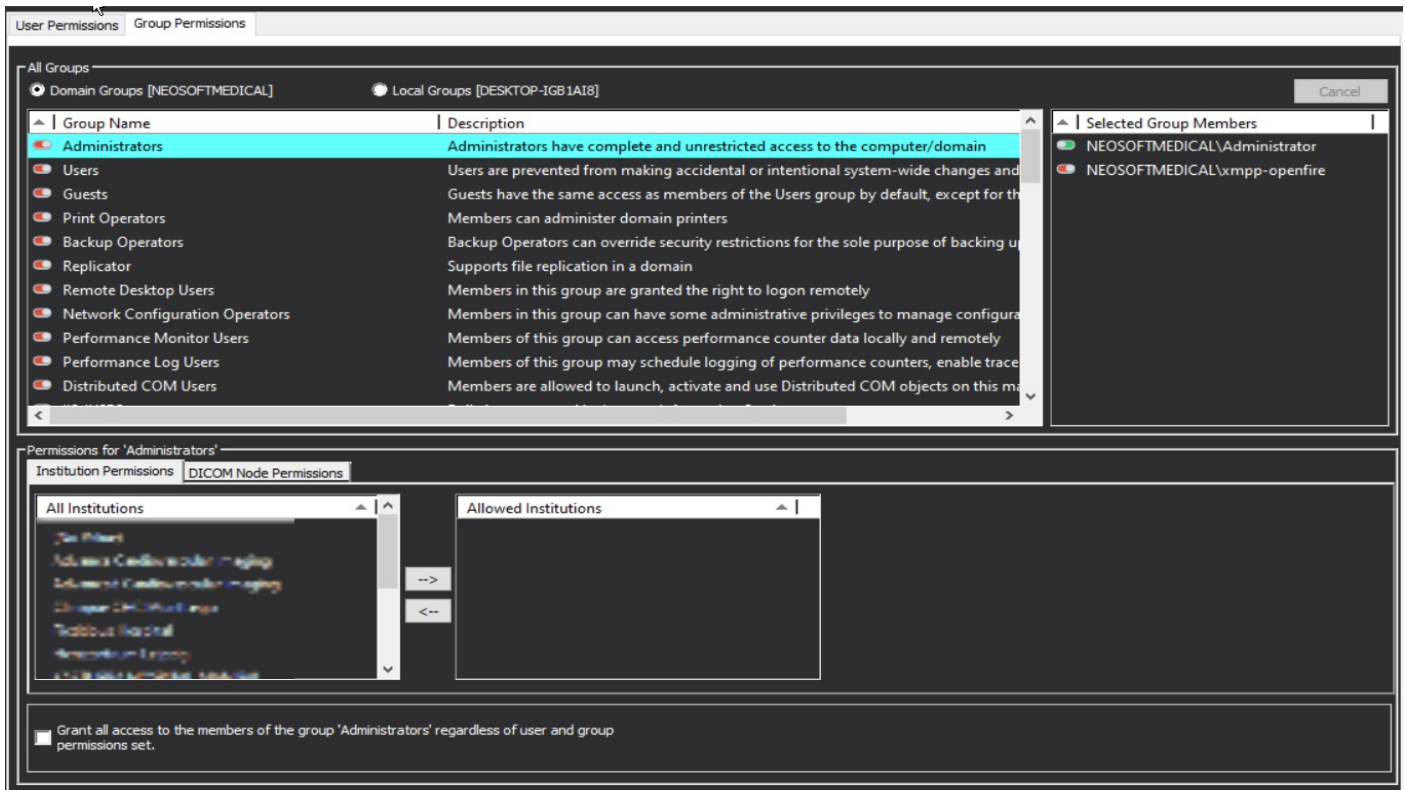 User Permissions Group Permissions
All Groups
Domain Groups [NEOSOFTMEDICAL] Local Groups [DESKTOP-IGB1AI8] Cancel
Group Name Description Selected Group Members
Administrators Administrators have complete and unrestricted access to the computer/domain NEOSOFTMEDICAL\Administrator
Users Users are prevented from making accidental or intentional system-wide changes and NEOSOFTMEDICAL\xmpp-openfire
Guests Guests have the same access as members of the Users group by default, except for th
Print Operators Members can administer domain printers
Backup Operators Backup Operators can override security restrictions for the sole purpose of backing up
Replicator Supports file replication in a domain
Remote Desktop Users Members in this group are granted the right to logon remotely
Network Configuration Operators Members in this group can have some administrative privileges to manage configura
Performance Monitor Users Members of this group can access performance counter data locally and remotely
Performance Log Users Members of this group may schedule logging of performance counters, enable trace
Distributed COM Users Members are allowed to launch, activate and use Distributed COM objects on this ma
Permissions for 'Administrators'
Institution Permissions DICOM Node Permissions
All Institutions Allowed Institutions
-->
<--
Grant all access to the members of the group 'Administrators' regardless of user and group
permissions set.